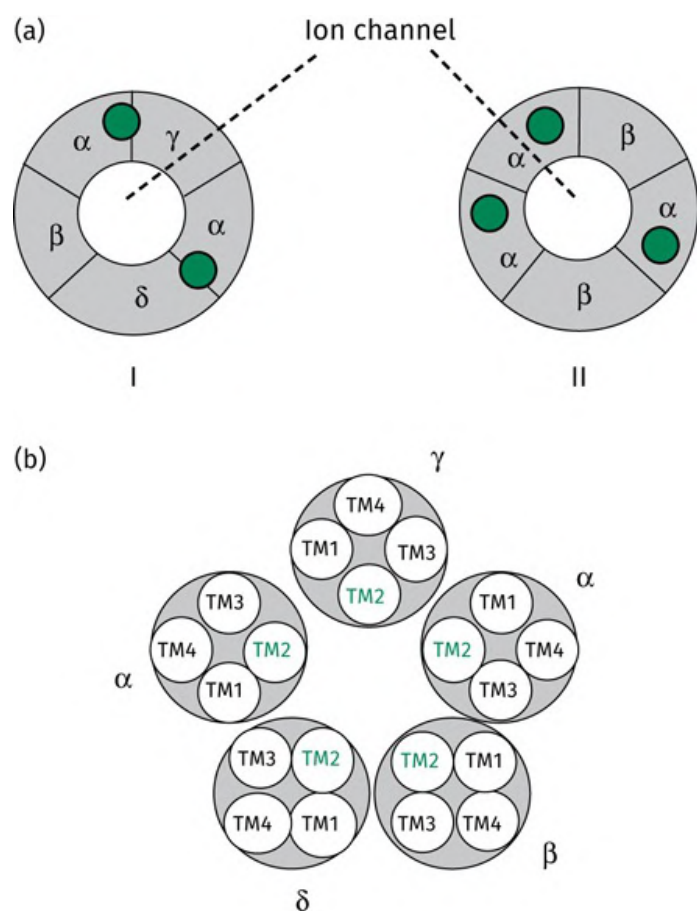 (a)
Ion channel
α γ
β α
δ
I
α β
α α
β
II
(b)
γ
TM4
TM1 TM3
TM2
α
TM3
TM4 TM2
TM1
α
TM1
TM2 TM4
TM3
TM3 TM2
TM4 TM1
δ
TM2 TM1
TM3 TM4
β